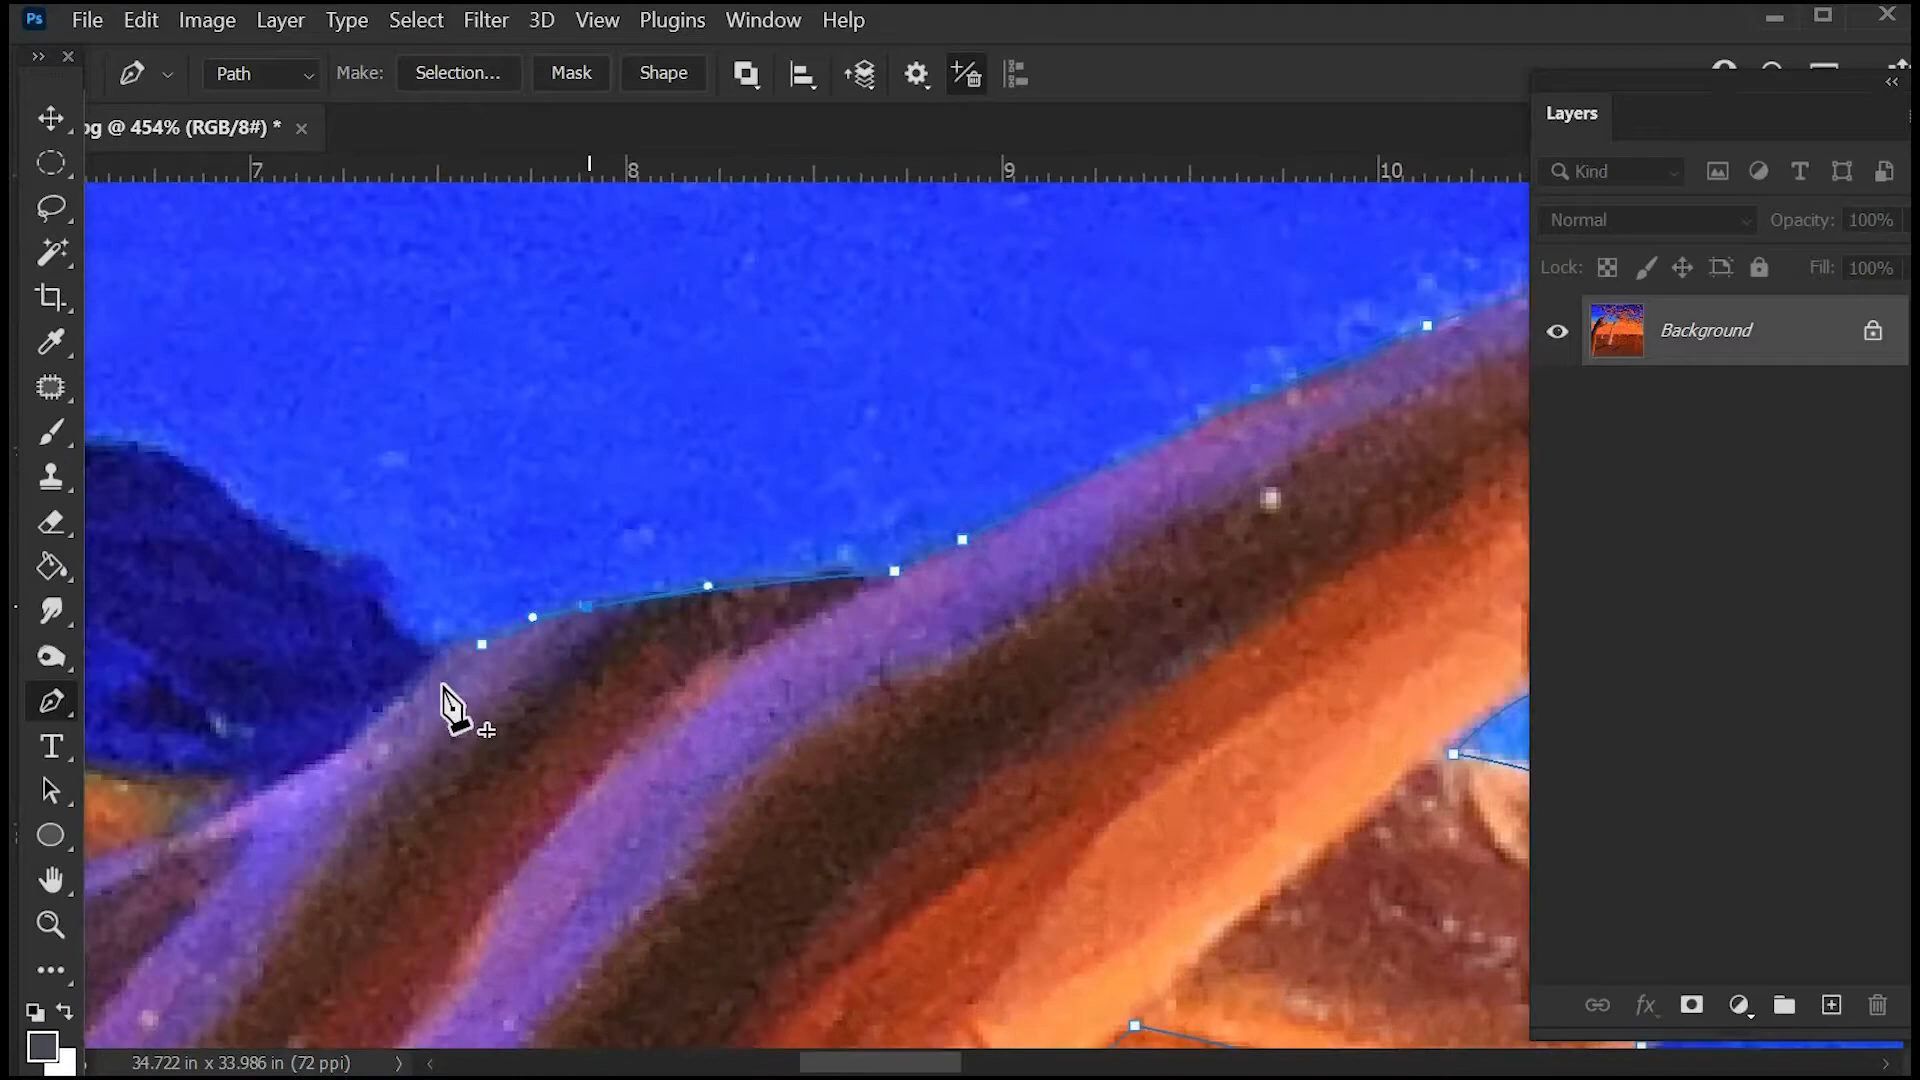 Ps File Edit Image Layer Type Select Filter 3D View Plugins Window Help
Path Make: Selection... Mask Shape
pg @ 454% (RGB/8#) *
7 8 9 10
Layers
Kind
Normal Opacity: 100%
Lock: Fill: 100%
Background
fx
34.722 in x 33.986 in (72 ppi)